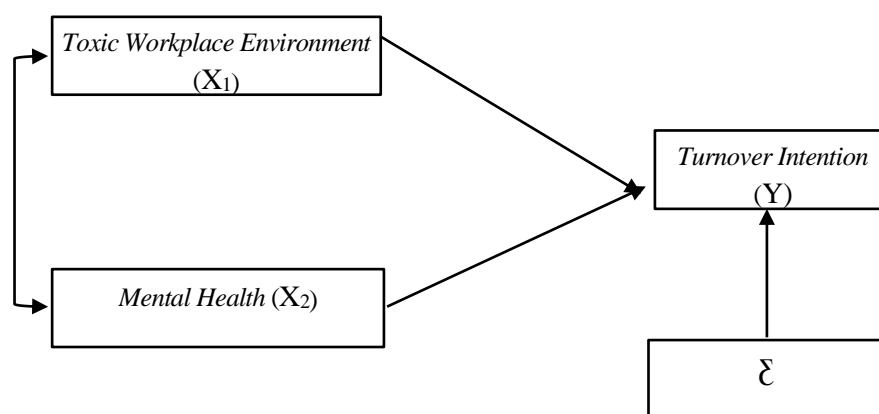 Toxic Workplace Environment
(X₁)
Turnover Intention
(Y)
Mental Health (X₂)
Ƹ